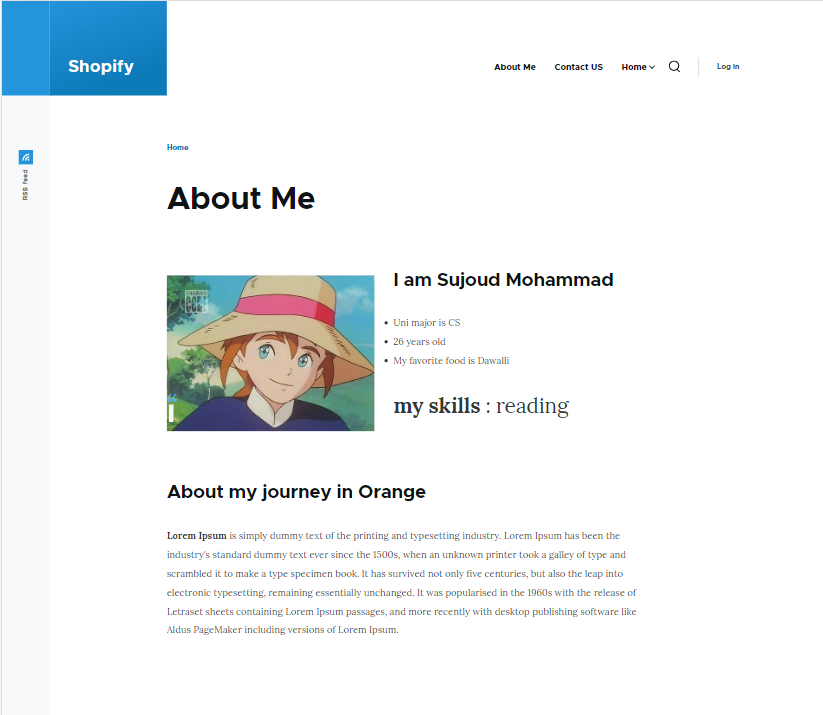 Shopify
About Me Contact US Home Log in
RSS feed
Home
About Me
I am Sujoud Mohammad
Uni major is CS
26 years old
My favorite food is Dawalli
my skills : reading
About my journey in Orange
Lorem Ipsum is simply dummy text of the printing and typesetting industry. Lorem Ipsum has been the
industry's standard dummy text ever since the 1500s, when an unknown printer took a galley of type and
scrambled it to make a type specimen book. It has survived not only five centuries, but also the leap into
electronic typesetting, remaining essentially unchanged. It was popularised in the 1960s with the release of
Letraset sheets containing Lorem Ipsum passages, and more recently with desktop publishing software like
Aldus PageMaker including versions of Lorem Ipsum.